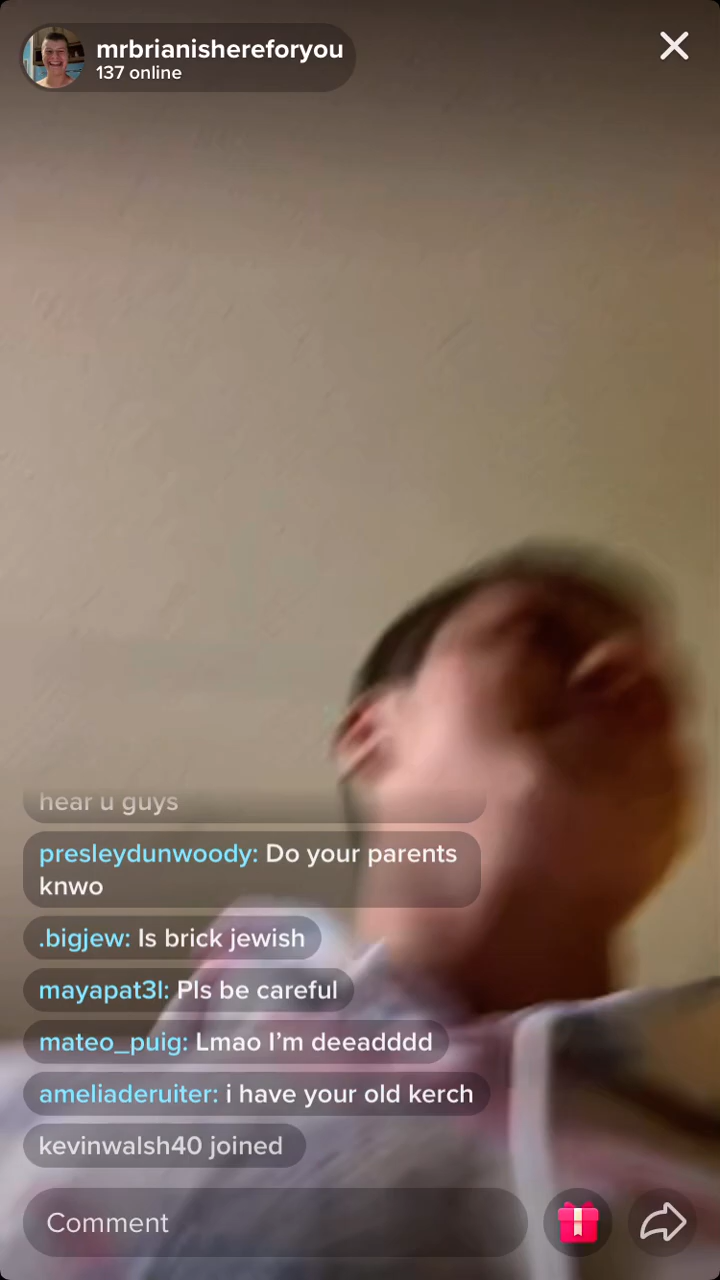 mrbrianishereforyou
137 online
hear u guys
presleydunwoody: Do your parents
knwo
.bigjew: Is brick jewish
mayapat3l: Pls be careful
mateo_puig: Lmao I'm deeadddd
ameliaderuiter: i have your old kerch
kevinwalsh40 joined
Comment